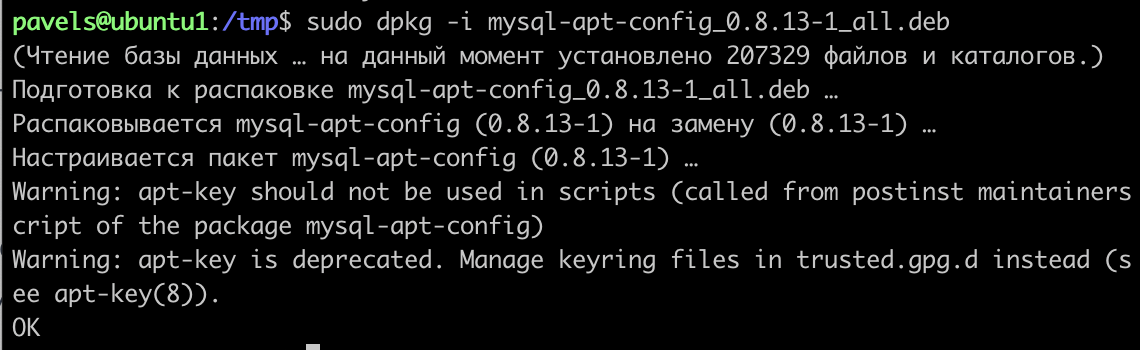 pavels@ubuntu1:/tmp$ sudo dpkg -i mysql-apt-config_0.8.13-1_all.deb
(Чтение базы данных … на данный момент установлено 207329 файлов и каталогов.)
Подготовка к распаковке mysql-apt-config_0.8.13-1_all.deb …
Распаковывается mysql-apt-config (0.8.13-1) на замену (0.8.13-1) …
Настраивается пакет mysql-apt-config (0.8.13-1) …
Warning: apt-key should not be used in scripts (called from postinst maintainers
cript of the package mysql-apt-config)
Warning: apt-key is deprecated. Manage keyring files in trusted.gpg.d instead (s
ee apt-key(8)).
OK